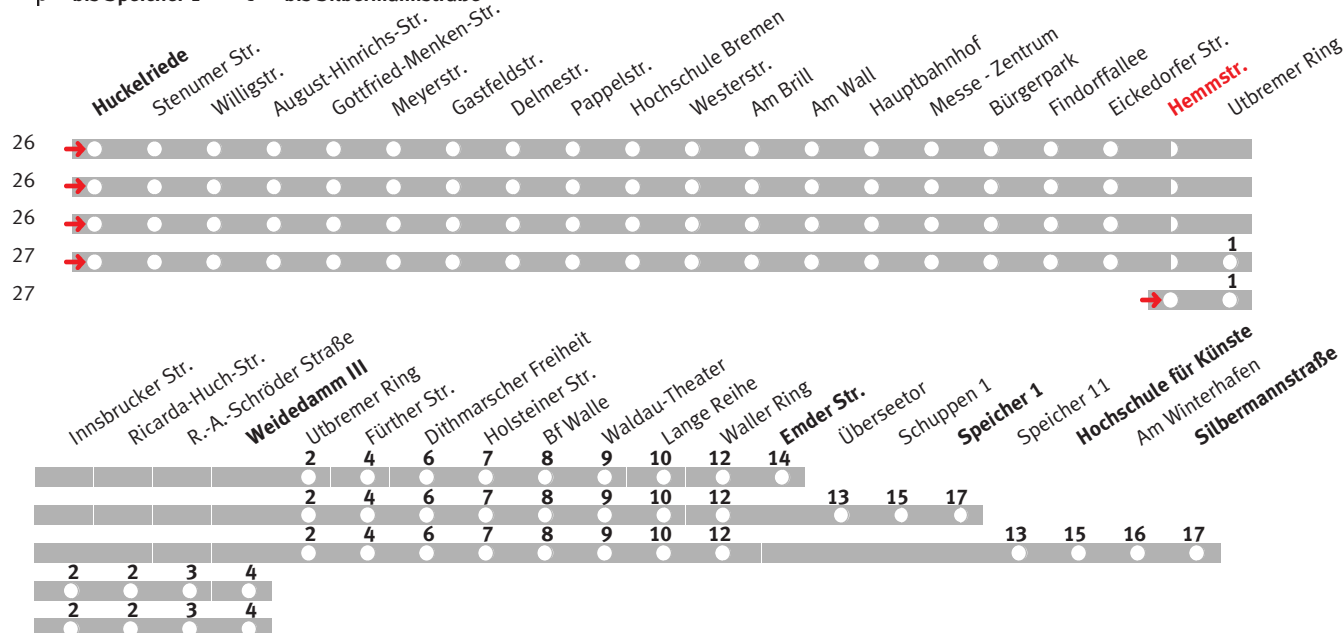 p bis Speicher 1 bis Silbermannstraße
Huckelriede
Stenumer Str.
Willigstr.
August-Hinrichs-Str.
Gottfried-Menken-Str.
Meyerstr.
Gastfeldstr.
Delmestr.
Pappelstr.
Hochschule Bremen
Westerstr.
Am Brill
Am Wall
Hauptbahnhof
Messe - Zentrum
Bürgerpark
Findorffallee
Eickedorfer Str.
Hemmstr.
Utbremer Ring
26
26
26
27 1
27 1
Innsbrucker Str.
Ricarda-Huch-Str.
R.-A.-Schröder Straße
Weidedamm III
Utbremer Ring
Fürther Str.
Dithmarscher Freiheit
Holsteiner Str.
Bf Walle
Waldau-Theater
Lange Reihe
Waller Ring
Emder Str.
Überseetor
Schuppen 1
Speicher 1
Speicher 11
Hochschule für Künste
Am Winterhafen
Silbermannstraße
2 4 6 7 8 9 10 12 14
2 4 6 7 8 9 10 12 13 15 17
2 4 6 7 8 9 10 12 13 15 16 17
2 2 3 4
2 2 3 4